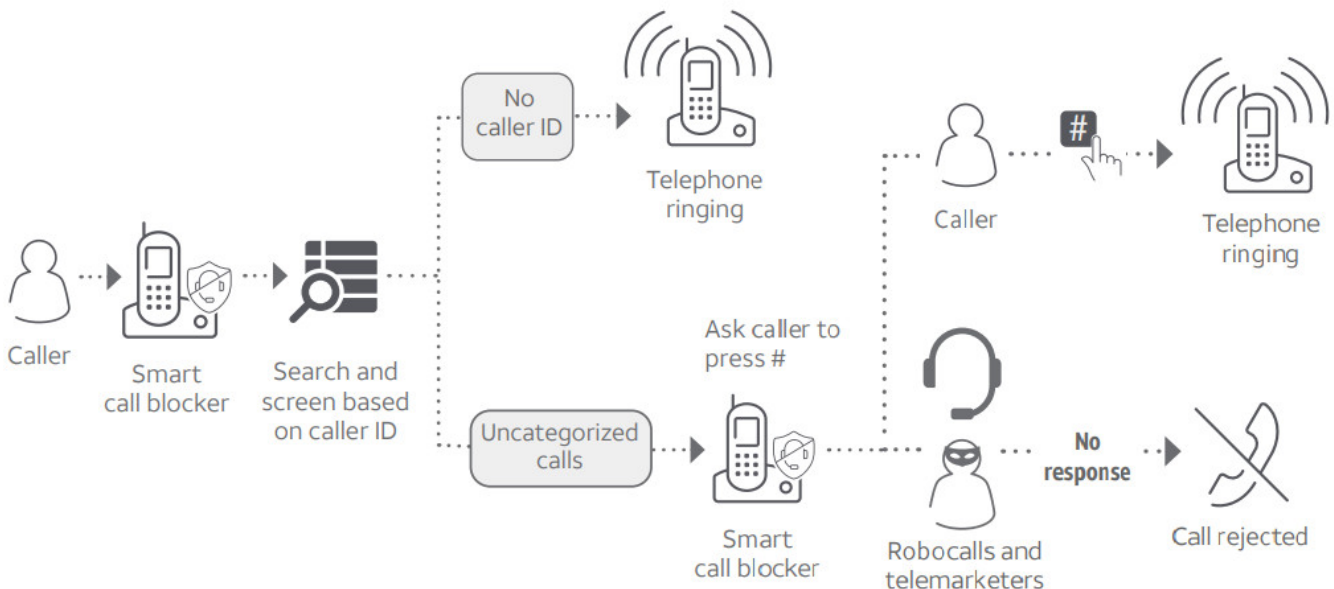 No
caller ID
Telephone
ringing
#
Caller
Telephone
ringing
Caller
Smart
call blocker
Search and
screen based
on caller ID
Ask caller to
press #
Uncategorized
calls
Smart
call blocker
Robocalls and
telemarketers
No
response
Call rejected